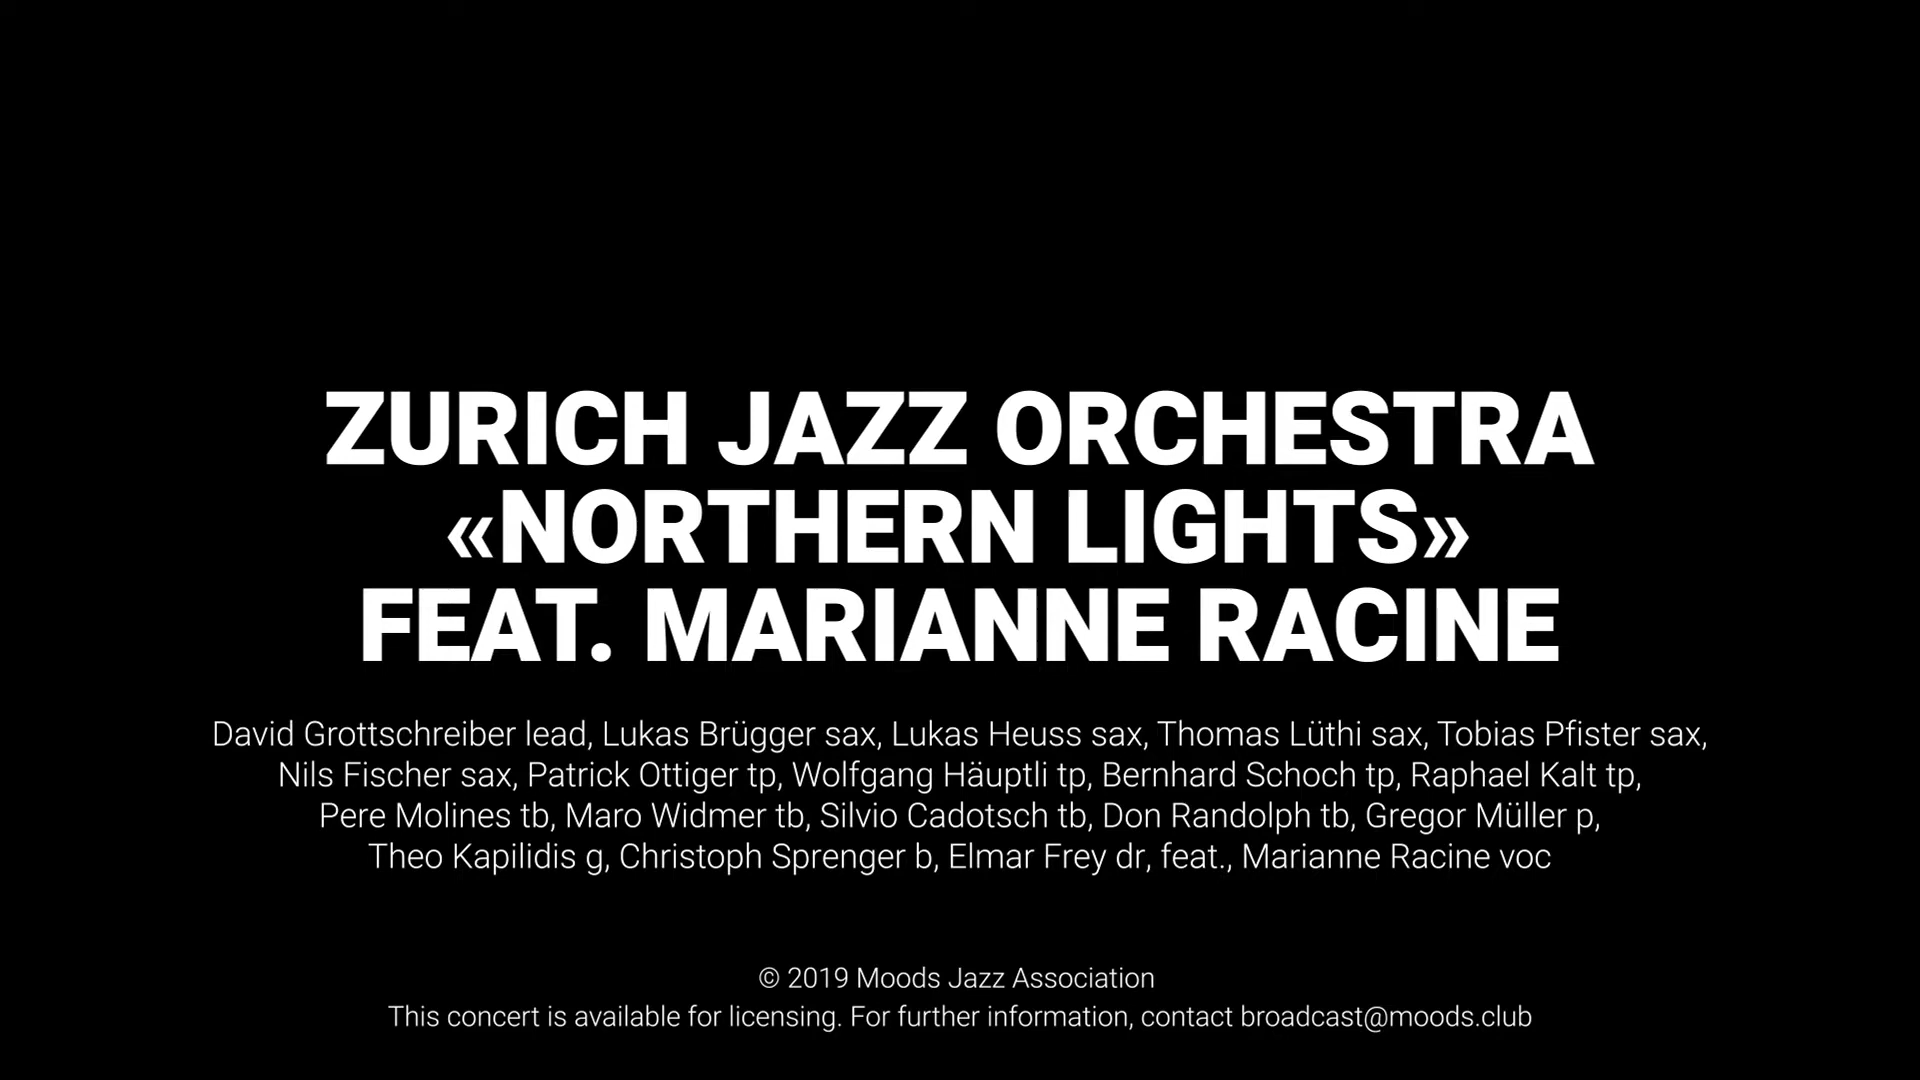 ZURICH JAZZ ORCHESTRA
«NORTHERN LIGHTS»
FEAT. MARIANNE RACINE
David Grottschreiber lead, Lukas Brügger sax, Lukas Heuss sax, Thomas Lüthi sax, Tobias Pfister sax,
Nils Fischer sax, Patrick Ottiger tp, Wolfgang Häuptli tp, Bernhard Schoch tp, Raphael Kalt tp,
Pere Molines tb, Maro Widmer tb, Silvio Cadotsch tb, Don Randolph tb, Gregor Müller p,
Theo Kapilidis g, Christoph Sprenger b, Elmar Frey dr, feat., Marianne Racine voc
© 2019 Moods Jazz Association
This concert is available for licensing. For further information, contact broadcast@moods.club